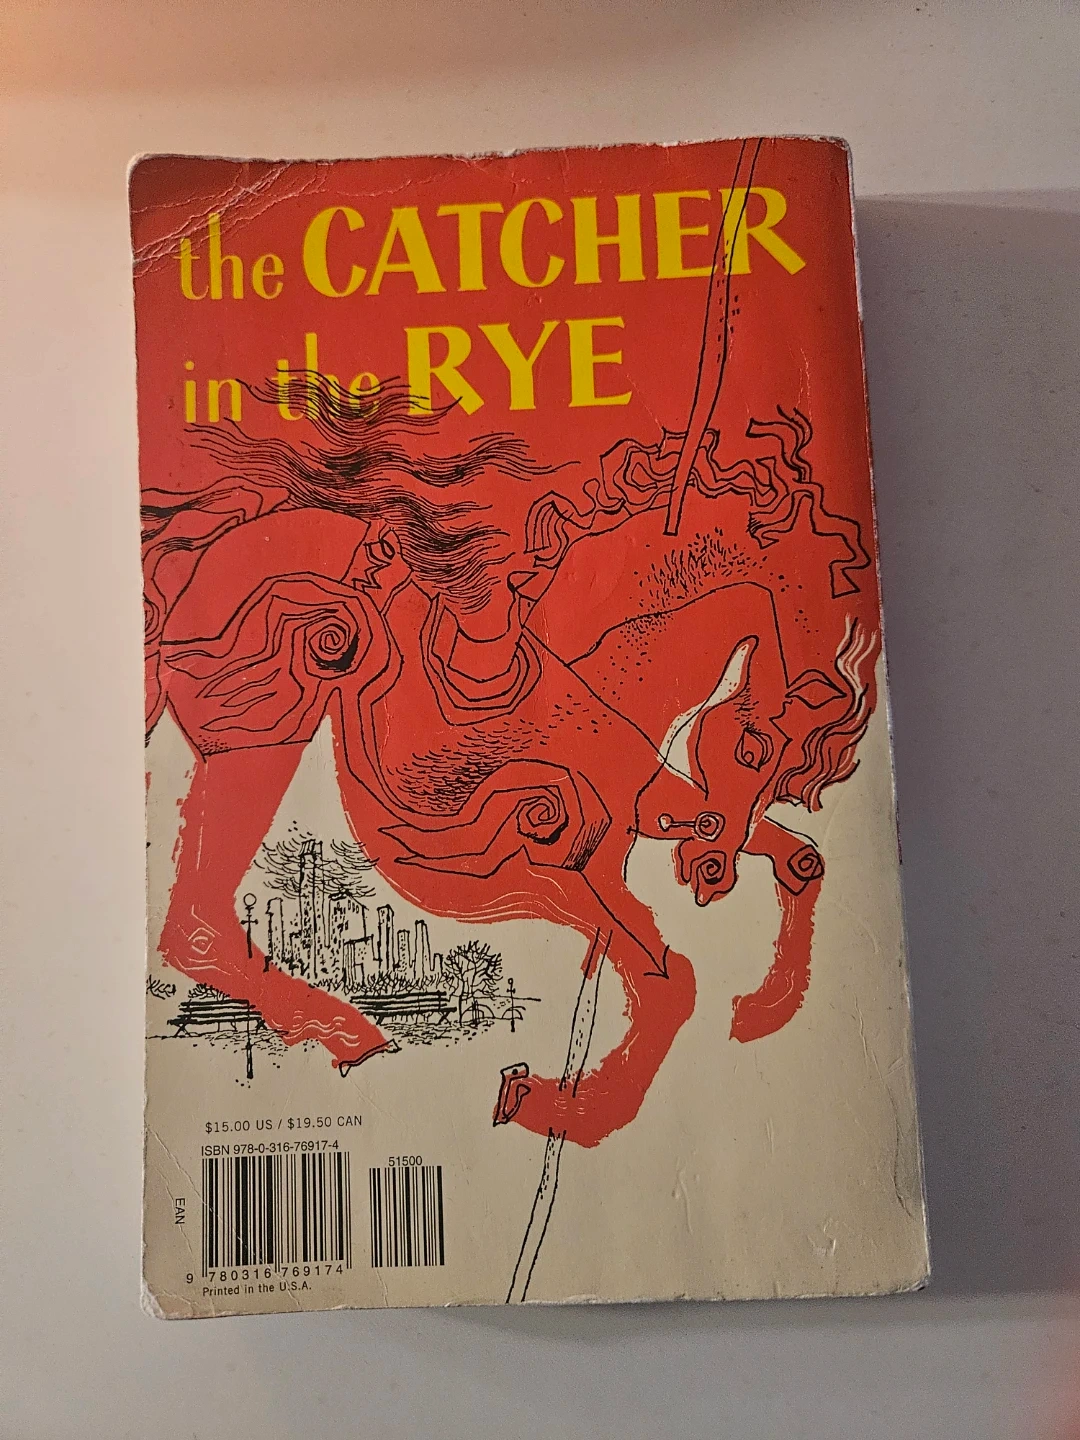 the CATCHER
in the RYE
$15.00 US / $19.50 CAN
ISBN 978-0-316-76917-4
51500
EAN
9 780316 769174
Printed in the U.S.A.